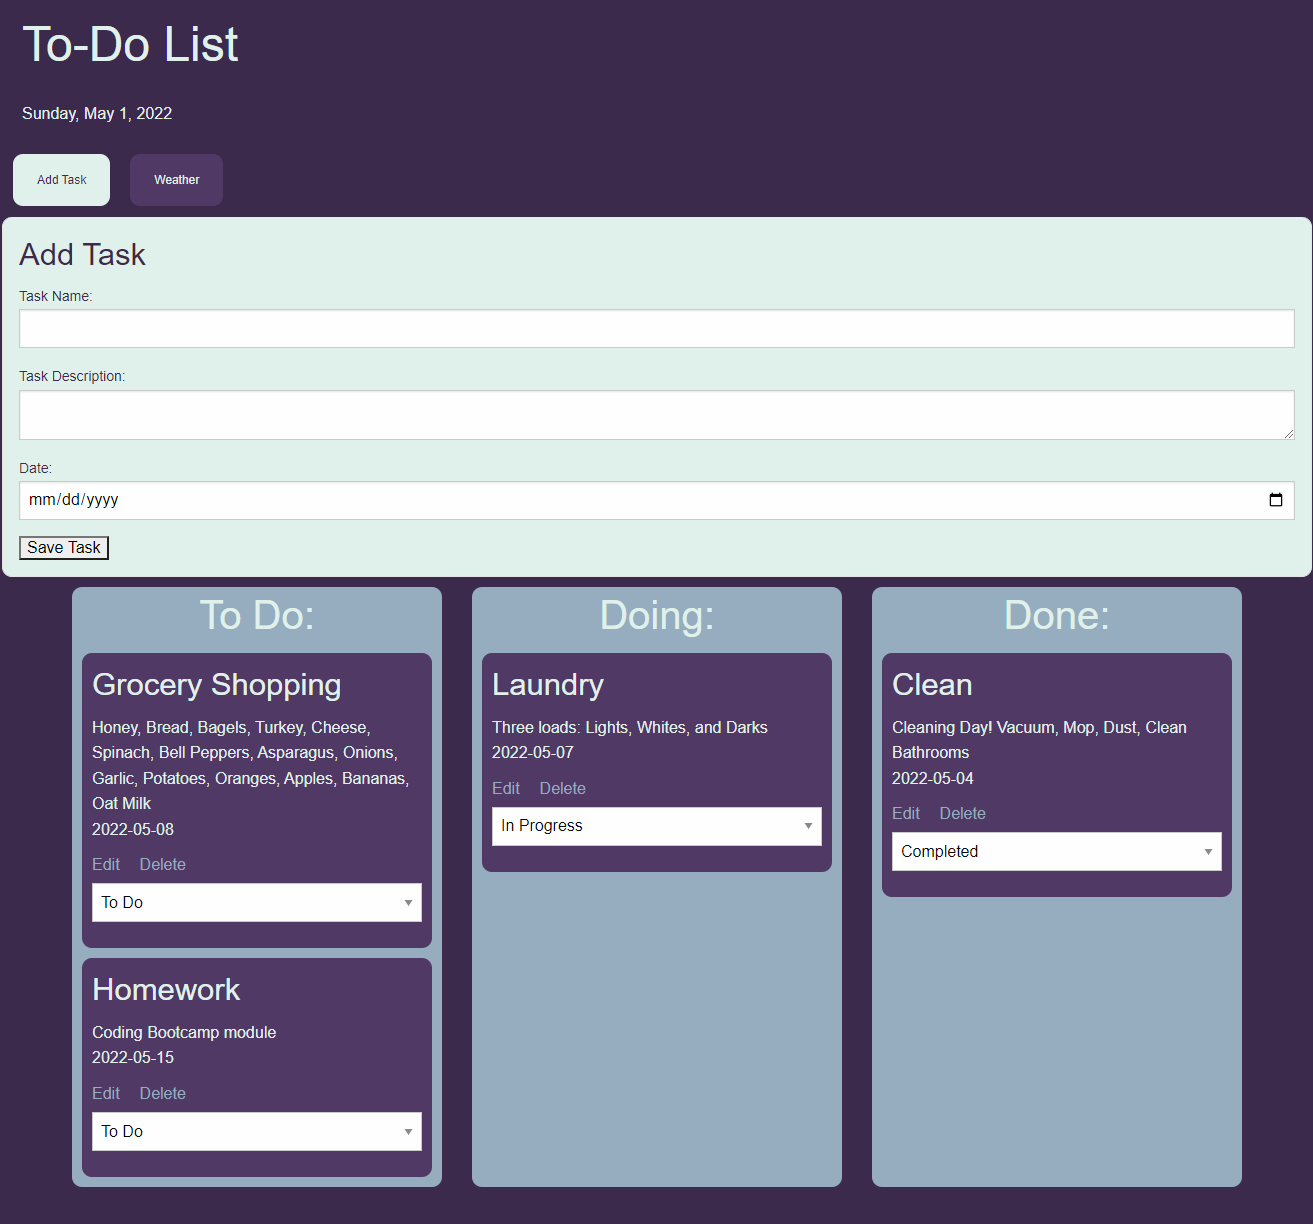 To-Do List
Sunday, May 1, 2022
Add Task
Weather
Add Task
Task Name:
Task Description:
Date:
mm/dd/yyyy
Save Task
To Do:
Grocery Shopping
Honey, Bread, Bagels, Turkey, Cheese,
Spinach, Bell Peppers, Asparagus, Onions,
Garlic, Potatoes, Oranges, Apples, Bananas,
Oat Milk
2022-05-08
Edit Delete
To Do
Homework
Coding Bootcamp module
2022-05-15
Edit Delete
To Do
Doing:
Laundry
Three loads: Lights, Whites, and Darks
2022-05-07
Edit Delete
In Progress
Done:
Clean
Cleaning Day! Vacuum, Mop, Dust, Clean
Bathrooms
2022-05-04
Edit Delete
Completed